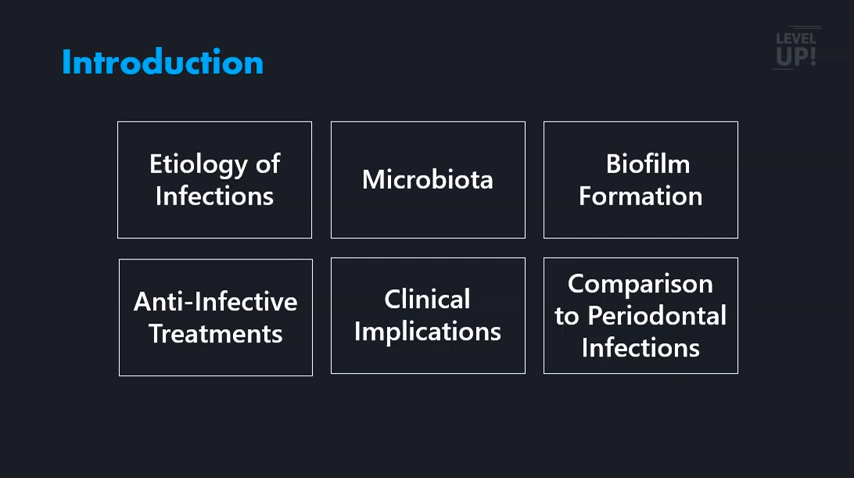 Introduction
LEVEL
UP!
Etiology of
Infections
Microbiota
Biofilm
Formation
Anti-Infective
Treatments
Clinical
Implications
Comparison
to Periodontal
Infections